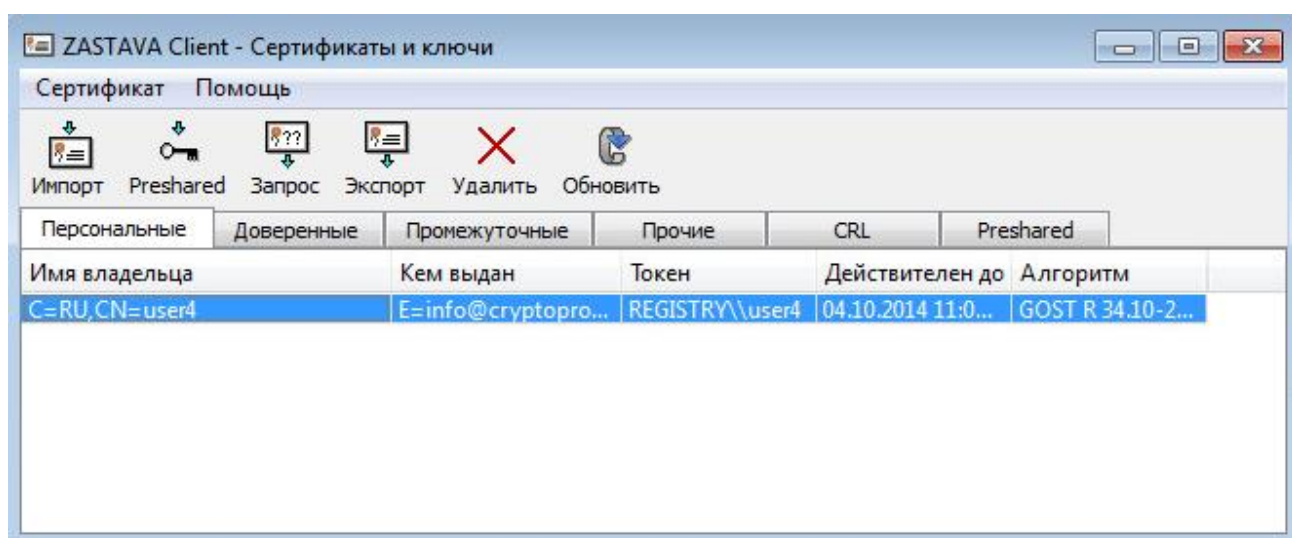 ZASTAVA Client - Сертификаты и ключи
Сертификат Помощь
??
Импорт Preshared Запрос Экспорт Удалить Обновить
Персональные Доверенные Промежуточные Прочие CRL Preshared
Имя владельца Кем выдан Токен Действителен до Алгоритм
C=RU,CN=user4 E=info@cryptopro... REGISTRY\\user4 04.10.2014 11:0... GOST R 34.10-2...